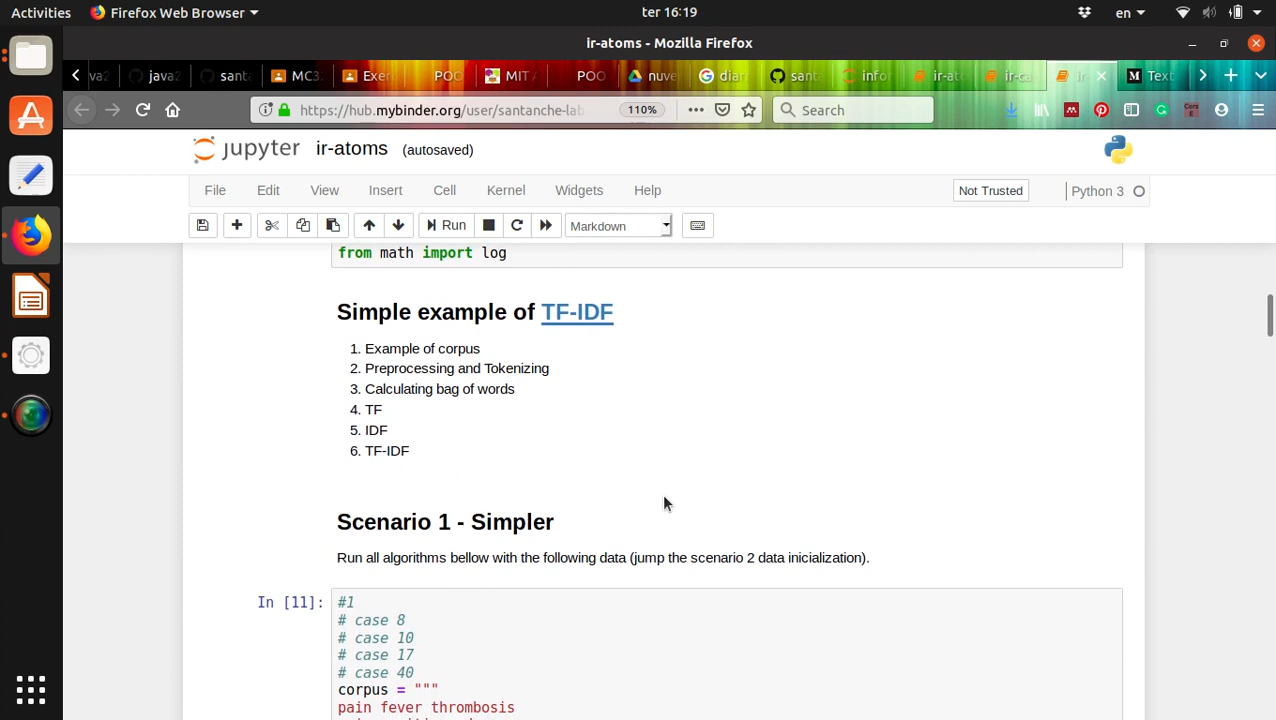 Activities Firefox Web Browser ter 16:19 en
ir-atoms - Mozilla Firefox
java2 santa MC3 Exer POO MIT POO nuve diar santa infor ir-ato ir-ca ir- Text
https://hub.mybinder.org/user/santanche-lab 110% Search
jupyter ir-atoms (autosaved)
File Edit View Insert Cell Kernel Widgets Help Not Trusted Python 3
Run Markdown
from math import log
Simple example of TF-IDF
1. Example of corpus
2. Preprocessing and Tokenizing
3. Calculating bag of words
4. TF
5. IDF
6. TF-IDF
Scenario 1 - Simpler
Run all algorithms bellow with the following data (jump the scenario 2 data inicialization).
In [11]: #1
# case 8
# case 10
# case 17
# case 40
corpus = """
pain fever thrombosis